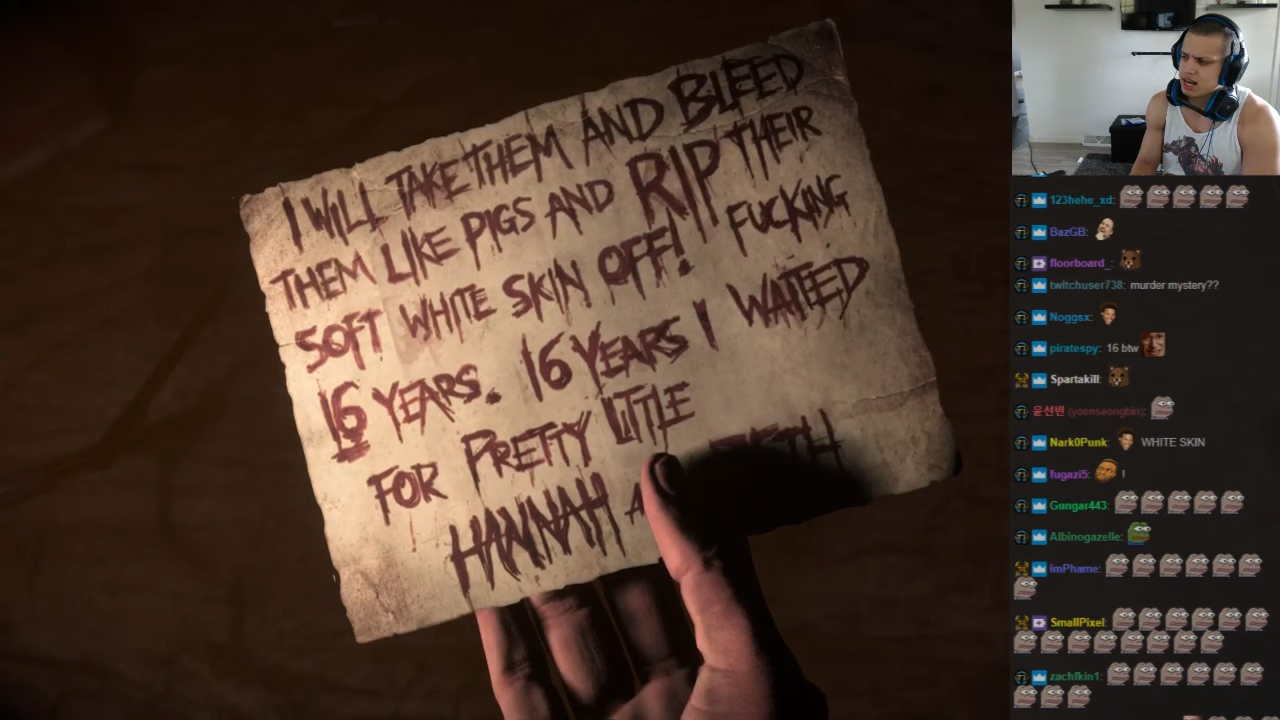 I WILL TAKE THEM AND BLEED
THEM LIKE PIGS AND RIP THEIR
SOFT WHITE SKIN OFF! FUCKING
16 YEARS. 16 YEARS I WAITED
FOR PRETTY LITTLE
HANNAH BETH
123hehe_xd:
BazGB:
floorboard_:
twitchuser738: murder mystery??
Noggsx:
piratespy: 16 btw
Spartakill:
윤선빈 (yoonseongbin):
Nark0Punk: WHITE SKIN
fugazi5: !
Gungar443:
Albinogazelle:
ImPhame:
SmallPixel:
zachfkin1: